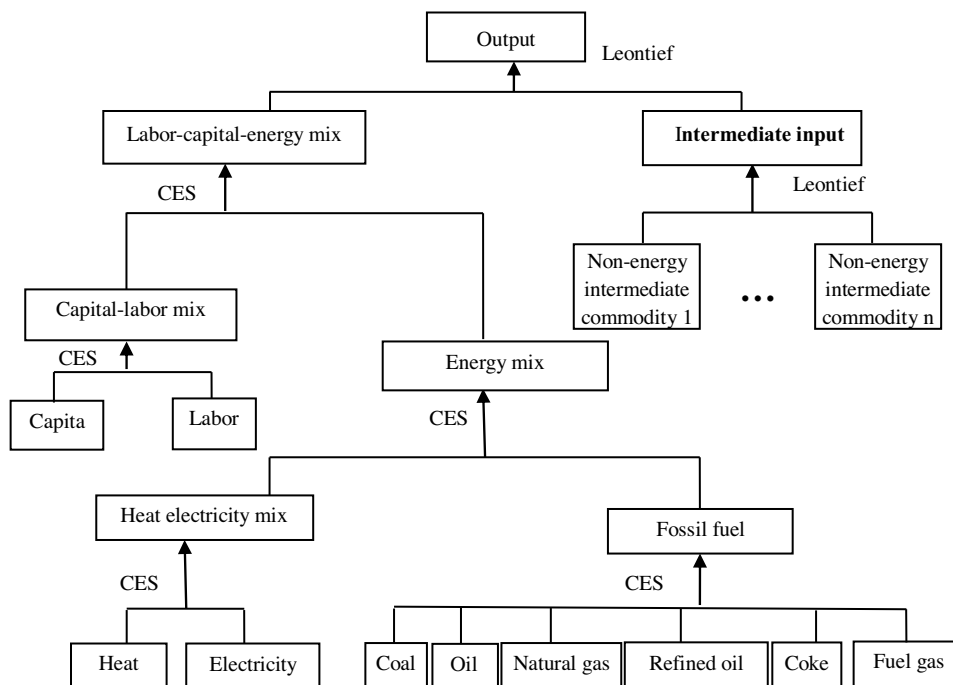 Output
Leontief
Labor-capital-energy mix
Intermediate input
CES
Leontief
Non-energy
intermediate
commodity 1
...
Non-energy
intermediate
commodity n
Capital-labor mix
CES
Energy mix
Capita
Labor
CES
Heat electricity mix
Fossil fuel
CES
CES
Heat
Electricity
Coal
Oil
Natural gas
Refined oil
Coke
Fuel gas